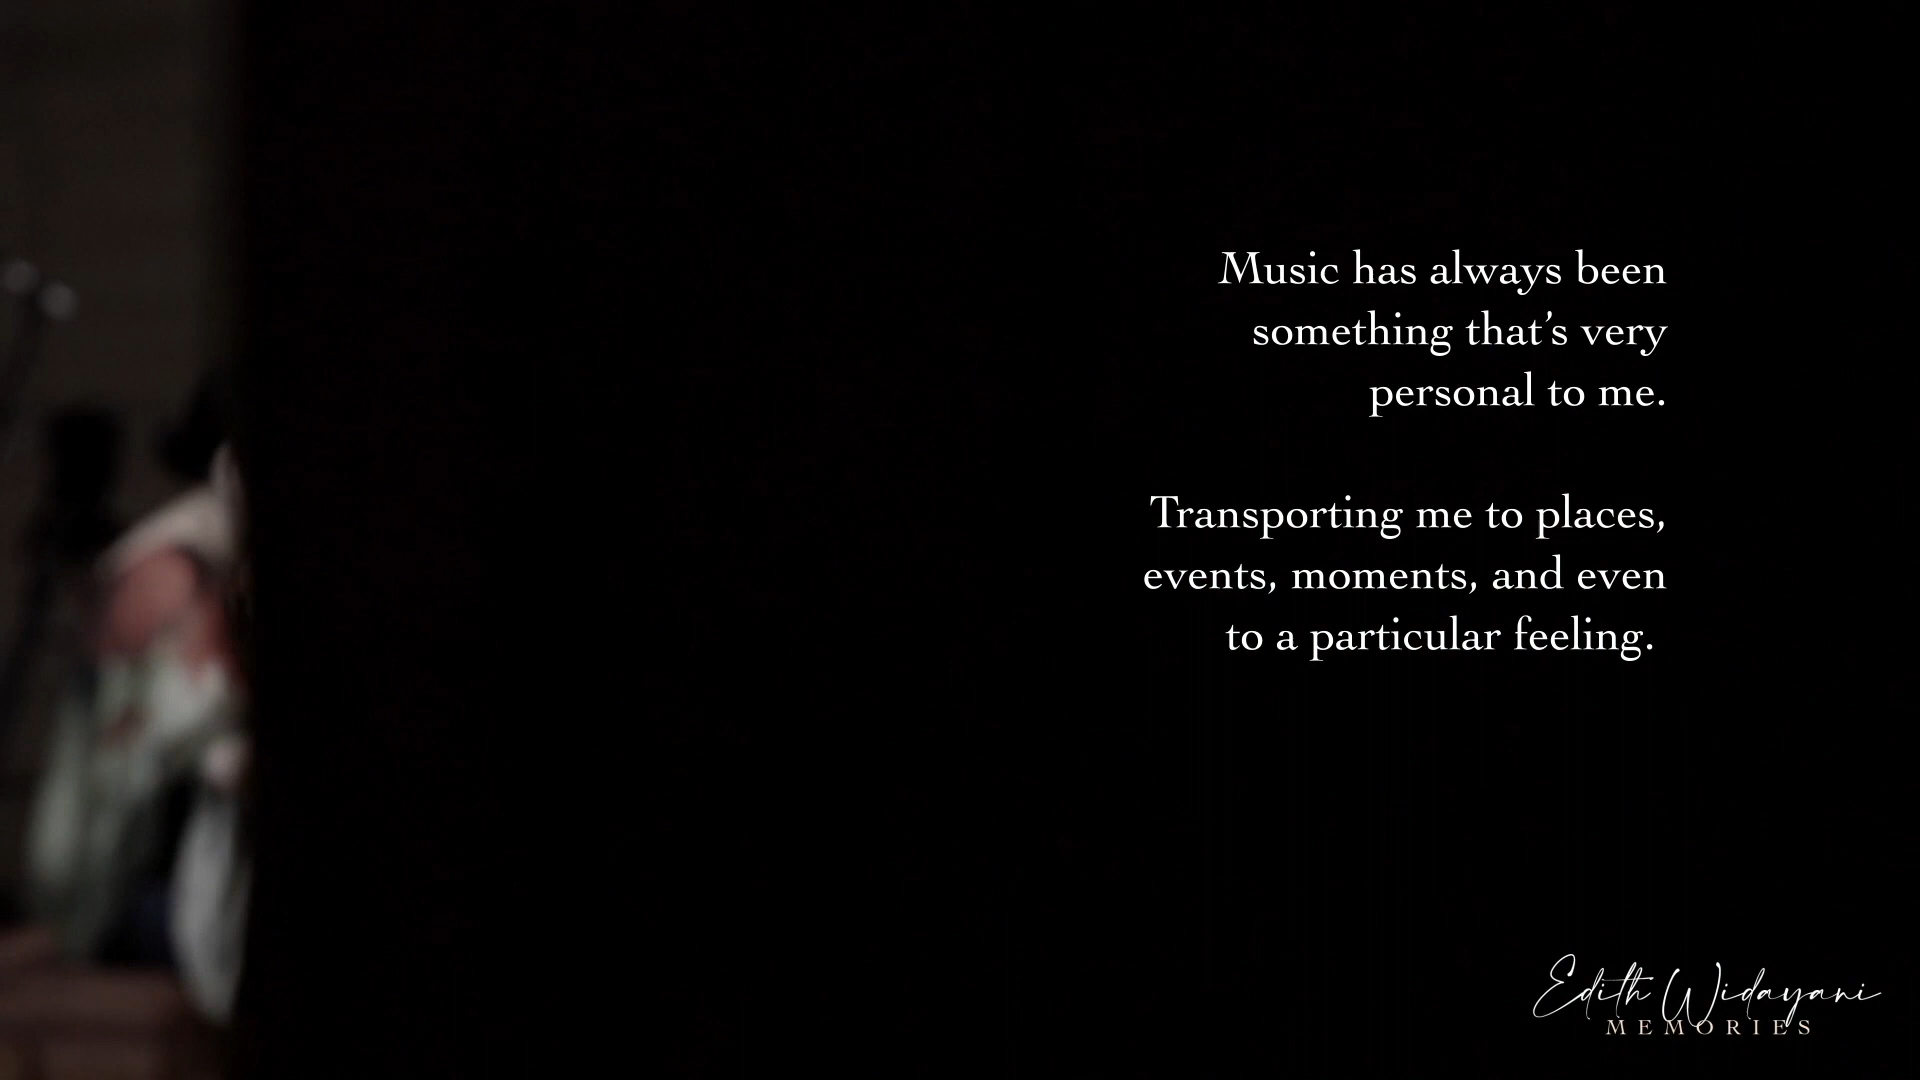 Music has always been
something that’s very
personal to me.
Transporting me to places,
events, moments, and even
to a particular feeling.
Edith Widayani
MEMORIES